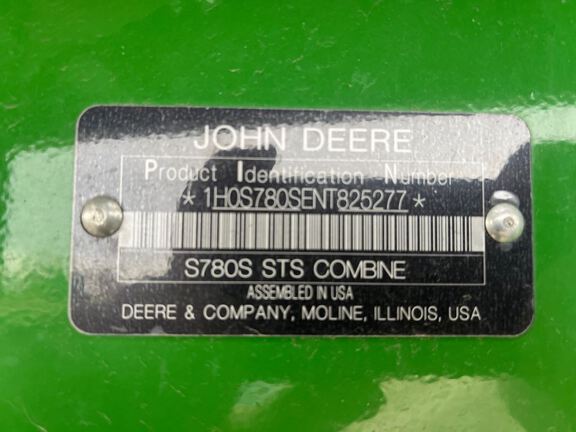 JOHN DEERE
Product Identification Number
* 1H0S780SENT825277 *
S780S STS COMBINE
ASSEMBLED IN USA
DEERE & COMPANY, MOLINE, ILLINOIS, USA